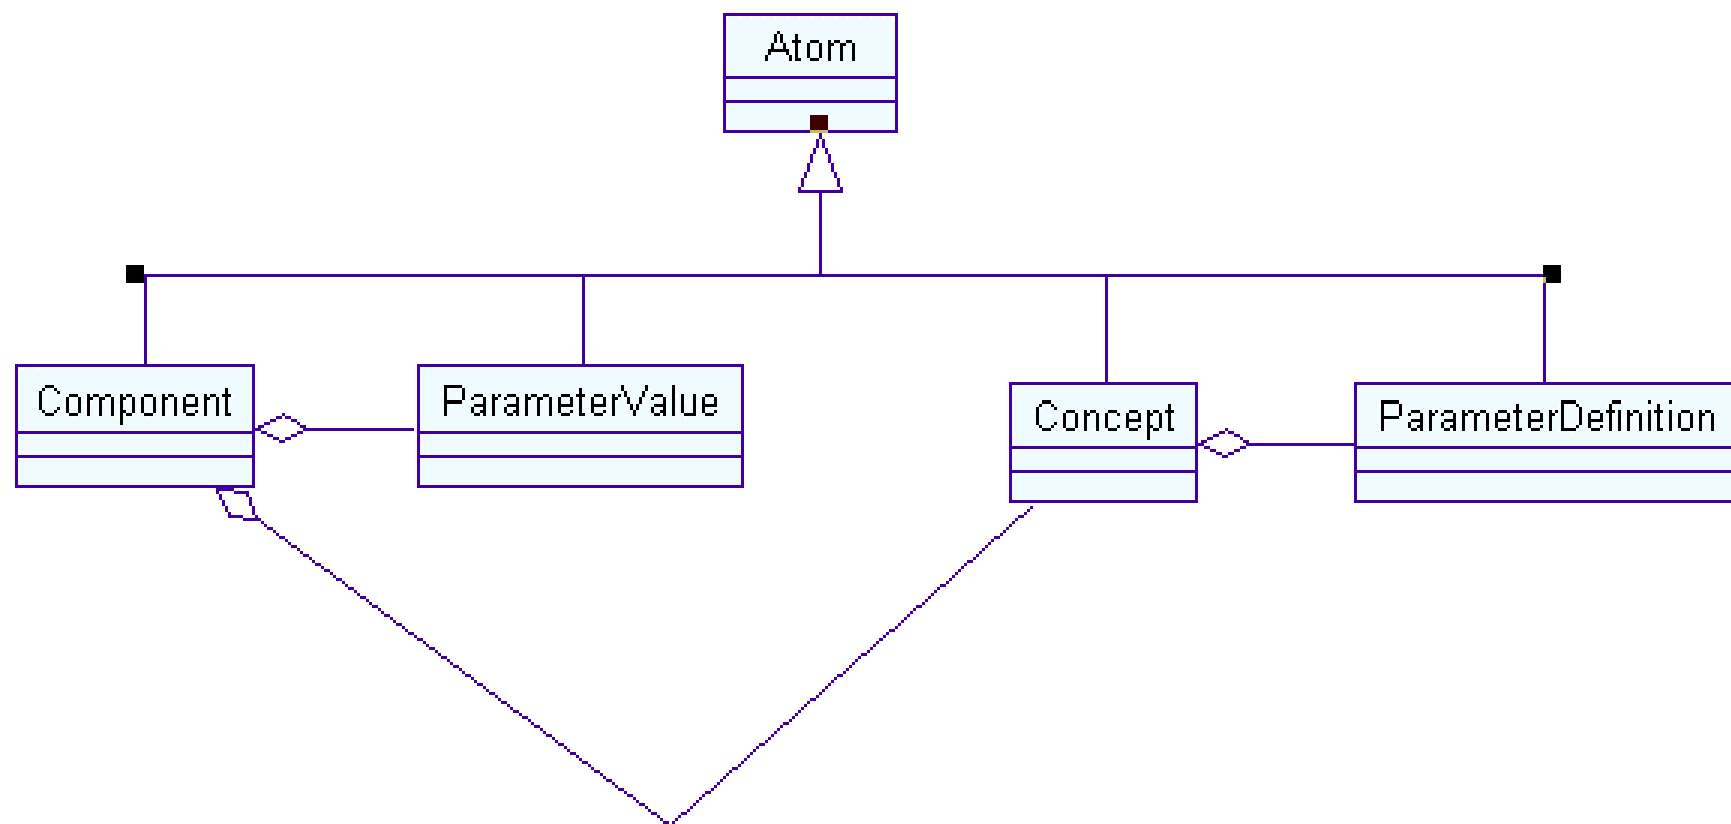 Atom
Component
ParameterValue
Concept
ParameterDefinition